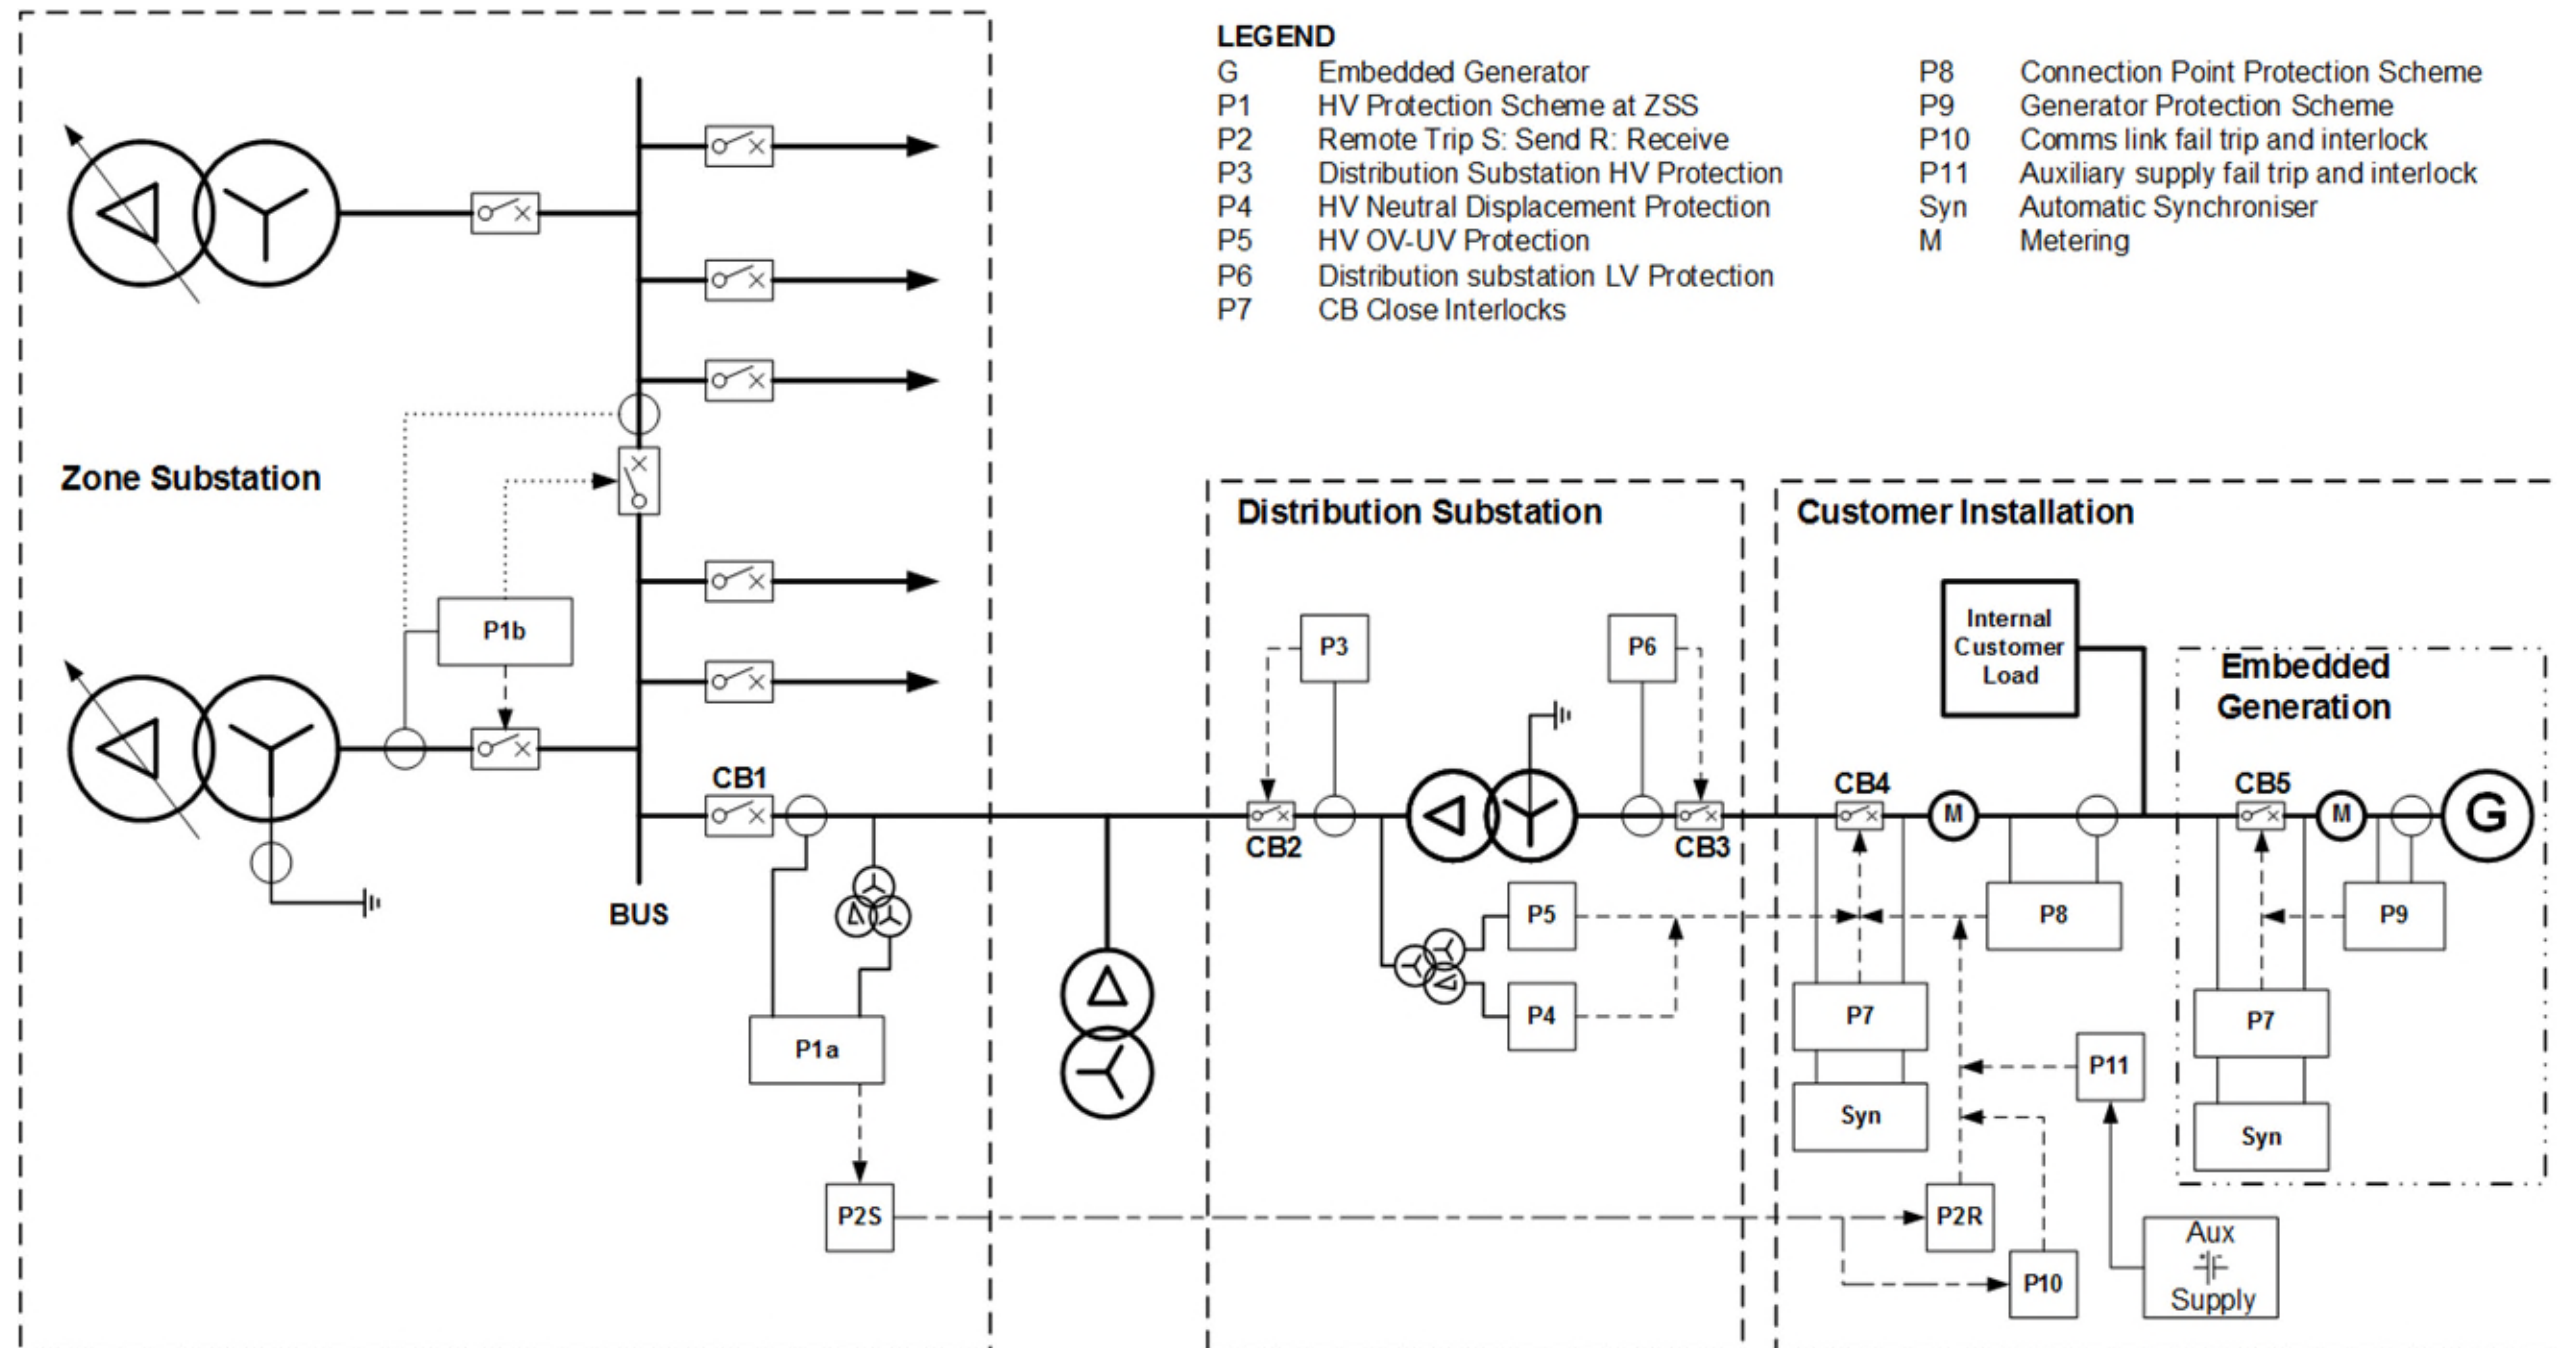 LEGEND
G Embedded Generator
P1 HV Protection Scheme at ZSS
P2 Remote Trip S: Send R: Receive
P3 Distribution Substation HV Protection
P4 HV Neutral Displacement Protection
P5 HV OV-UV Protection
P6 Distribution substation LV Protection
P7 CB Close Interlocks
P8 Connection Point Protection Scheme
P9 Generator Protection Scheme
P10 Comms link fail trip and interlock
P11 Auxiliary supply fail trip and interlock
Syn Automatic Synchroniser
M Metering
Zone Substation
P1b
CB1
BUS
P1a
P2S
Distribution Substation
P3
P6
CB2
CB3
P5
P4
Customer Installation
Internal
Customer
Load
Embedded
Generation
CB4
M
CB5
M
G
P8
P9
P7
P7
P11
Syn
Syn
P2R
P10
Aux
Supply